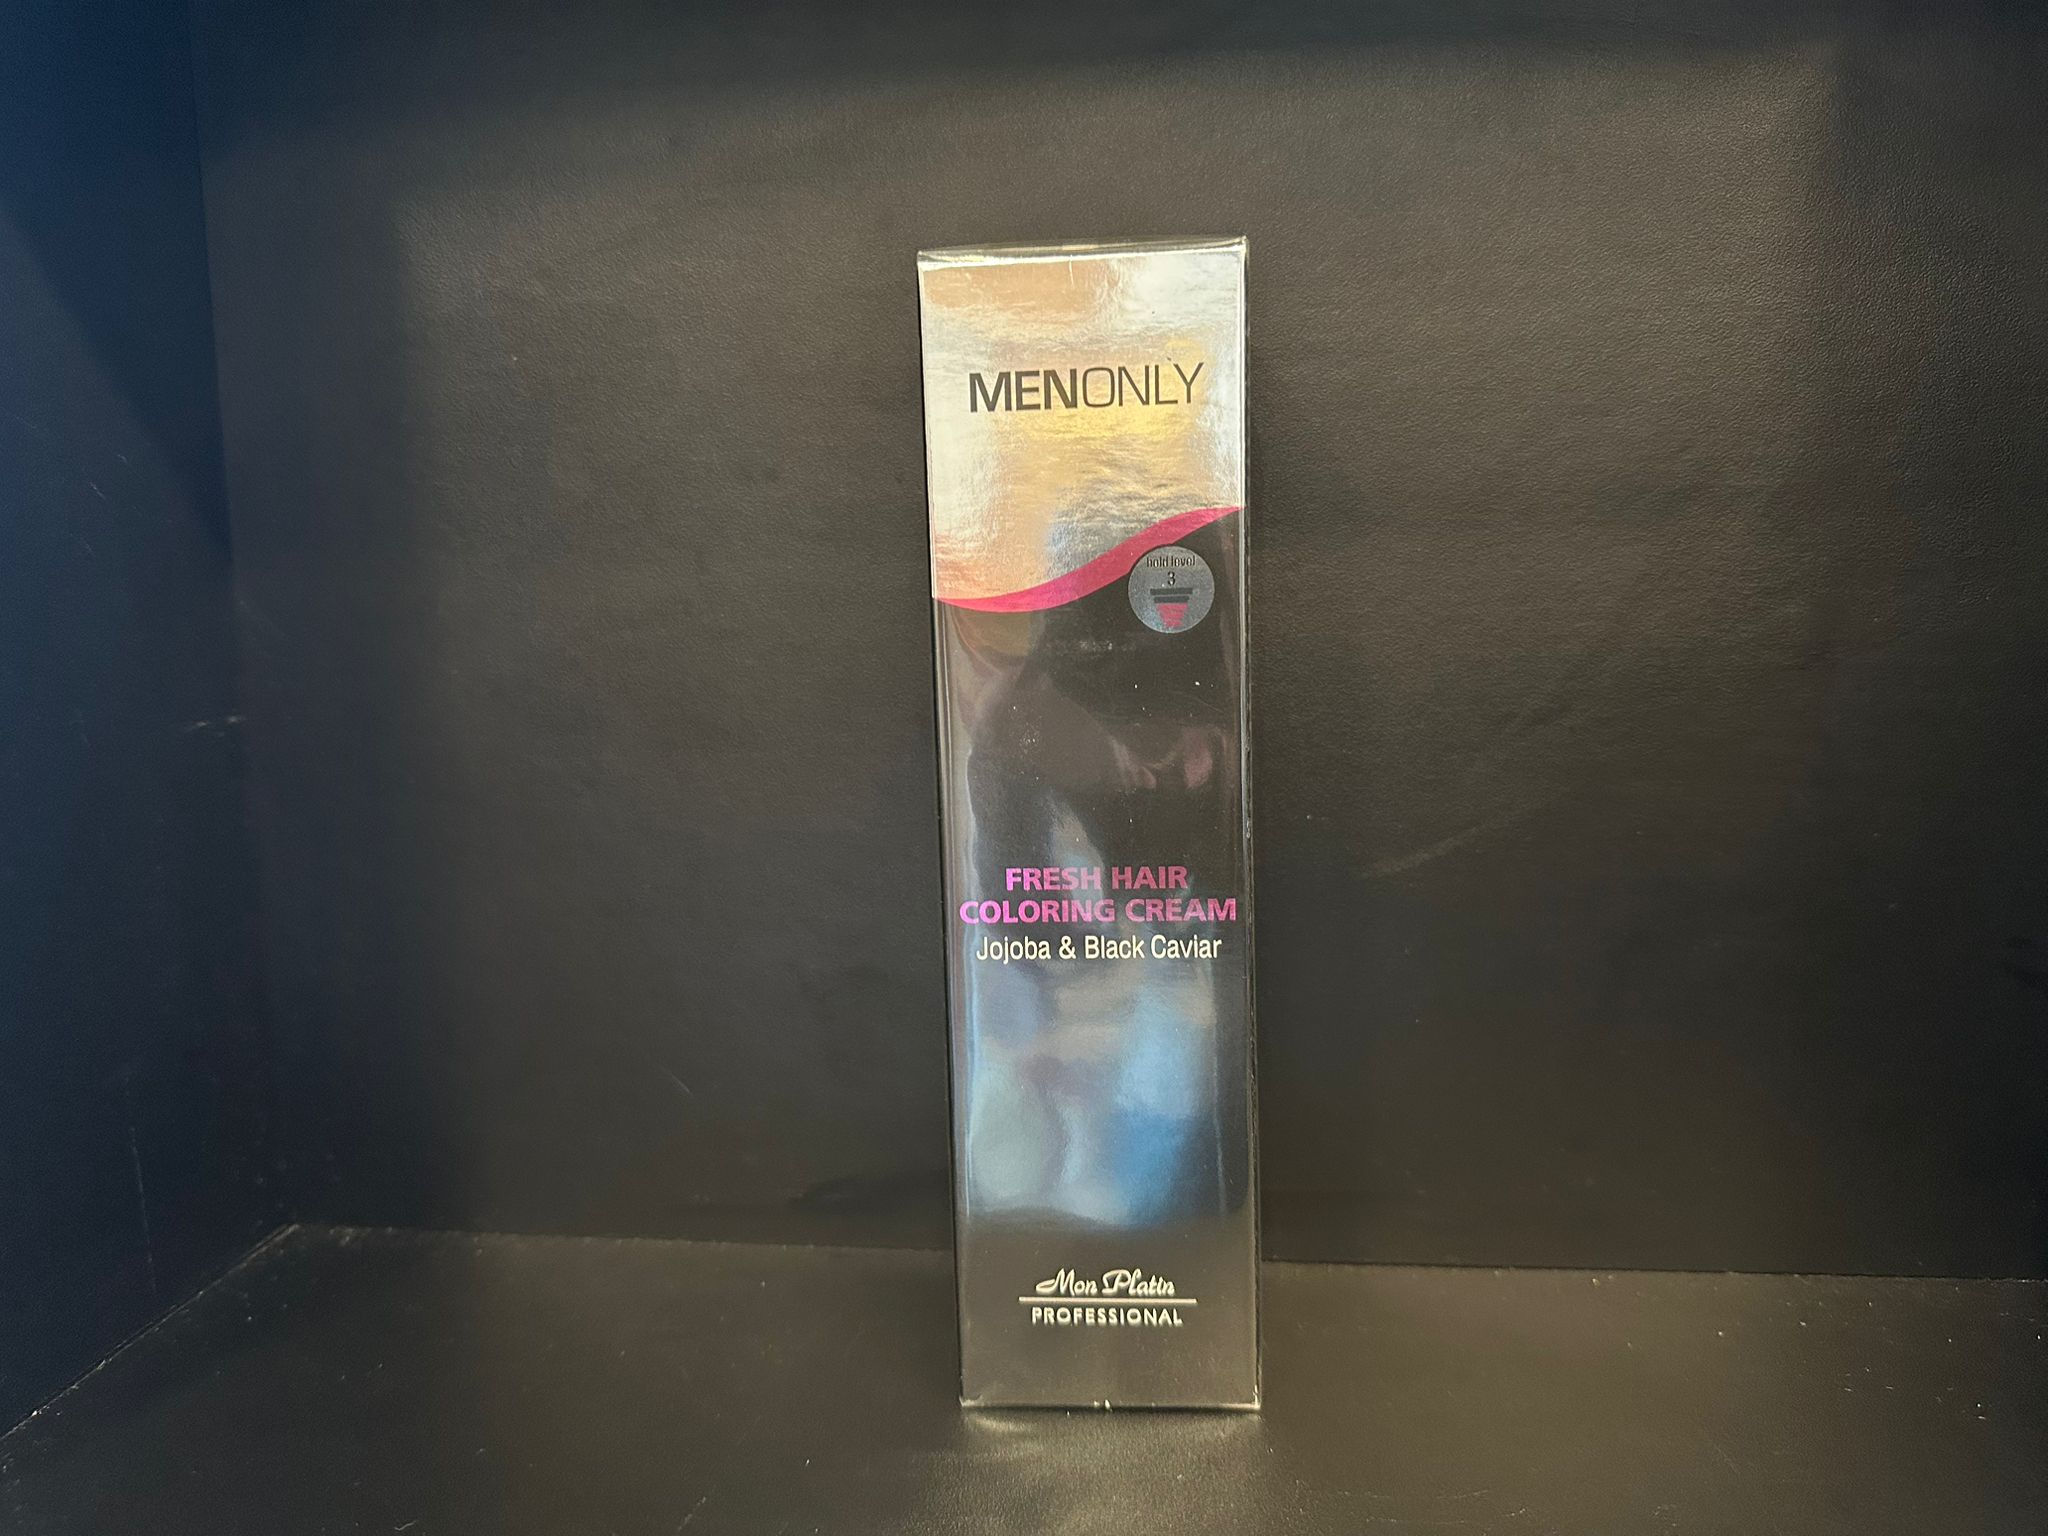 MENONLY
hold level
3
FRESH HAIR
COLORING CREAM
Jojoba & Black Caviar
Mon Platin
PROFESSIONAL